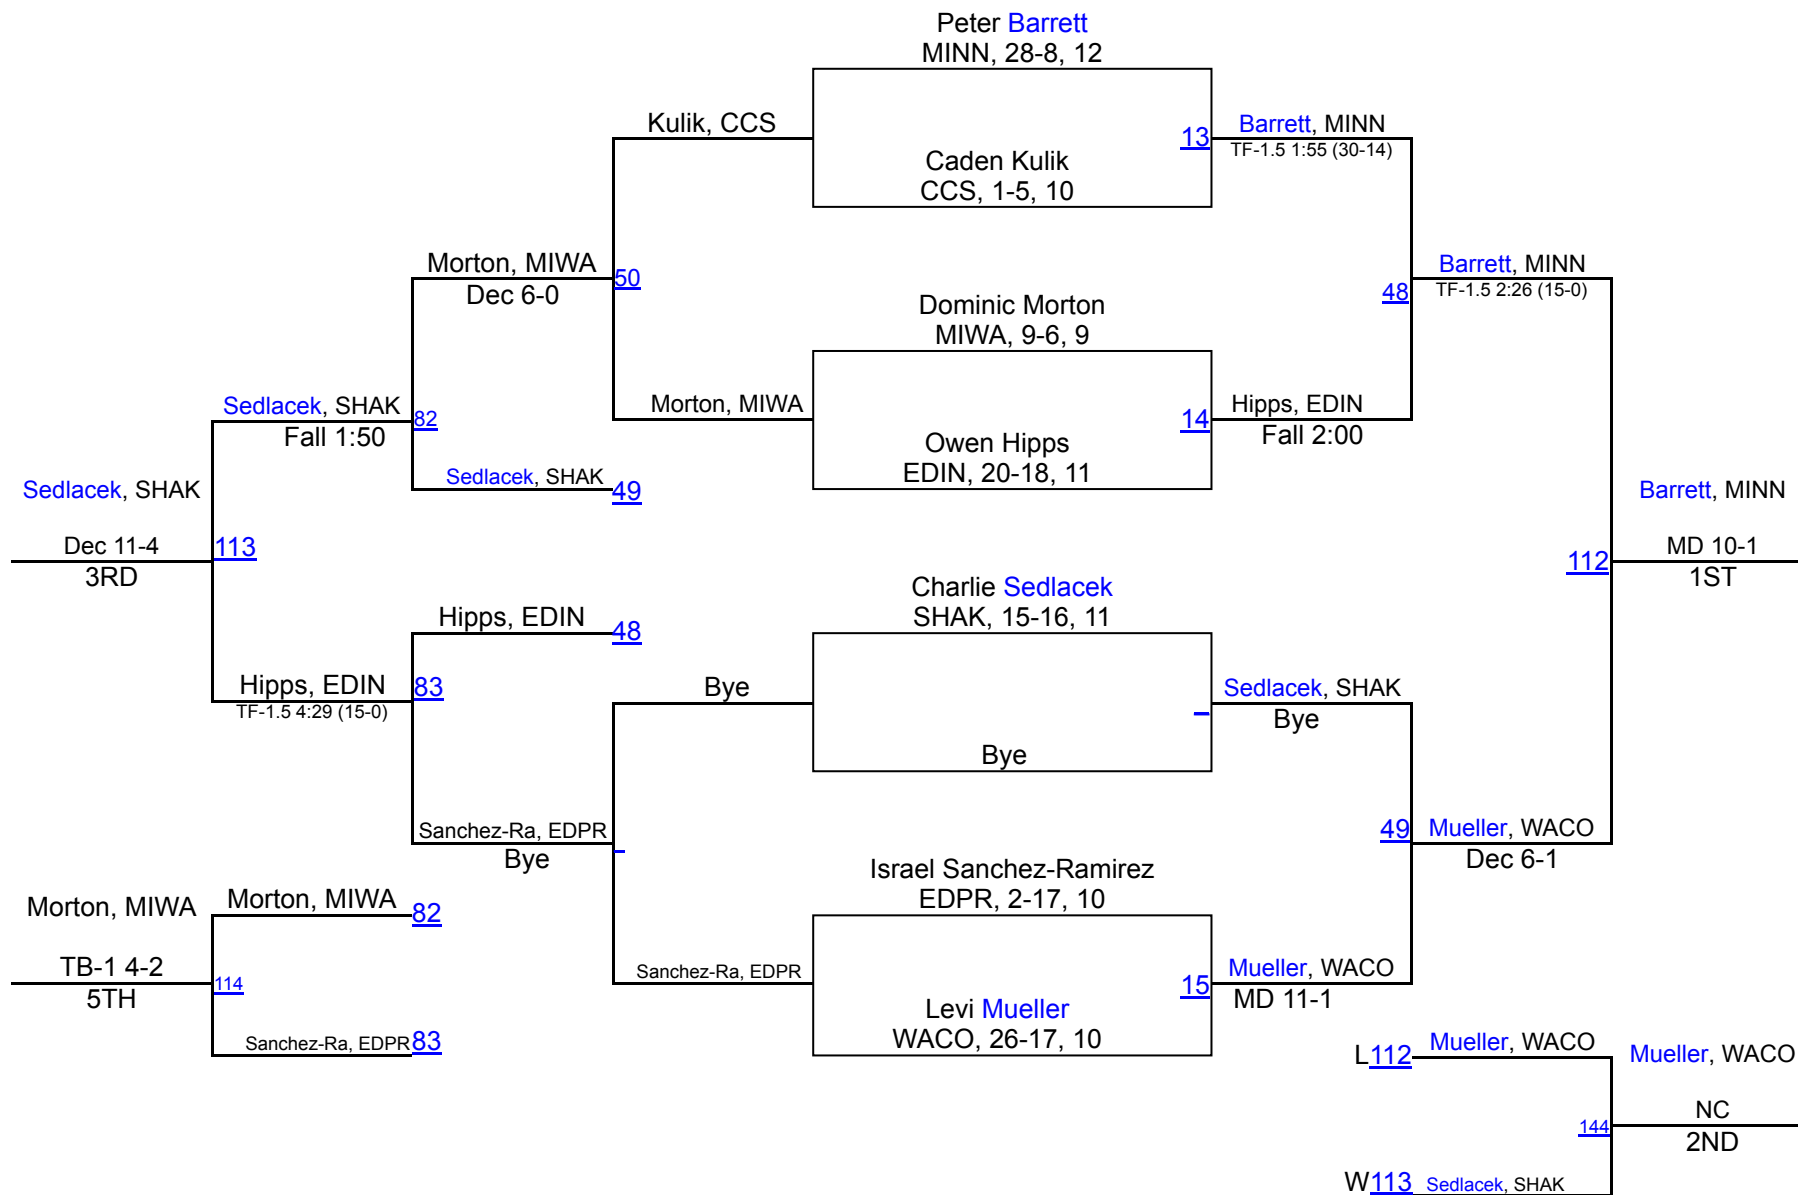 Peter Barrett
MINN, 28-8, 12
Kulik, CCS
13
Barrett, MINN
TF-1.5 1:55 (30-14)
Caden Kulik
CCS, 1-5, 10
Morton, MIWA
Dec 6-0
50
Barrett, MINN
TF-1.5 2:26 (15-0)
48
Dominic Morton
MIWA, 9-6, 9
Sedlacek, SHAK
Fall 1:50
82
Morton, MIWA
14
Hipps, EDIN
Fall 2:00
Owen Hipps
EDIN, 20-18, 11
Sedlacek, SHAK
49
Sedlacek, SHAK
Dec 11-4
3RD
113
Barrett, MINN
MD 10-1
1ST
112
Charlie Sedlacek
SHAK, 15-16, 11
Hipps, EDIN
48
Hipps, EDIN
TF-1.5 4:29 (15-0)
83
Bye
Sedlacek, SHAK
Bye
Bye
Sanchez-Ra, EDPR
Bye
49
Mueller, WACO
Dec 6-1
Israel Sanchez-Ramirez
EDPR, 2-17, 10
Morton, MIWA
Morton, MIWA
82
TB-1 4-2
5TH
114
Sanchez-Ra, EDPR
15
Mueller, WACO
MD 11-1
Levi Mueller
WACO, 26-17, 10
Sanchez-Ra, EDPR
83
L112
Mueller, WACO
Mueller, WACO
NC
2ND
144
W113
Sedlacek, SHAK